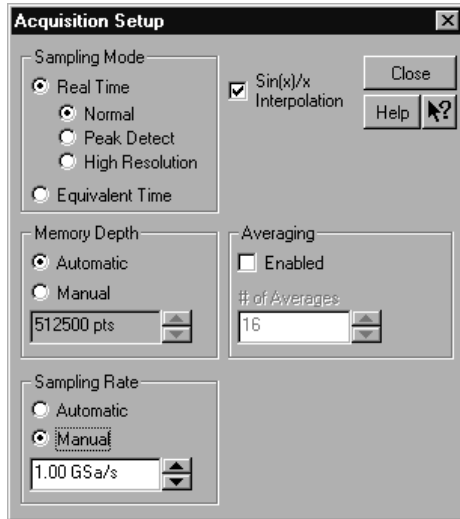 Acquisition Setup
Sampling Mode
Real Time
Normal
Peak Detect
High Resolution
Equivalent Time
Sin(x)/x
Interpolation
Close
Help
?
Memory Depth
Automatic
Manual
512500 pts
Averaging
Enabled
# of Averages
16
Sampling Rate
Automatic
Manual
1.00 GSa/s